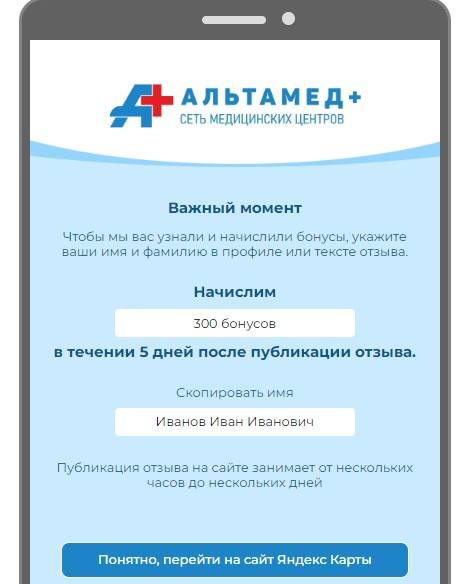 АЛЬТАМЕД+
СЕТЬ МЕДИЦИНСКИХ ЦЕНТРОВ
Важный момент
Чтобы мы вас узнали и начислили бонусы, укажите
ваши имя и фамилию в профиле или тексте отзыва.
Начислим
300 бонусов
в течении 5 дней после публикации отзыва.
Скопировать имя
Иванов Иван Иванович
Публикация отзыва на сайте занимает от нескольких
часов до нескольких дней
Понятно, перейти на сайт Яндекс Карты